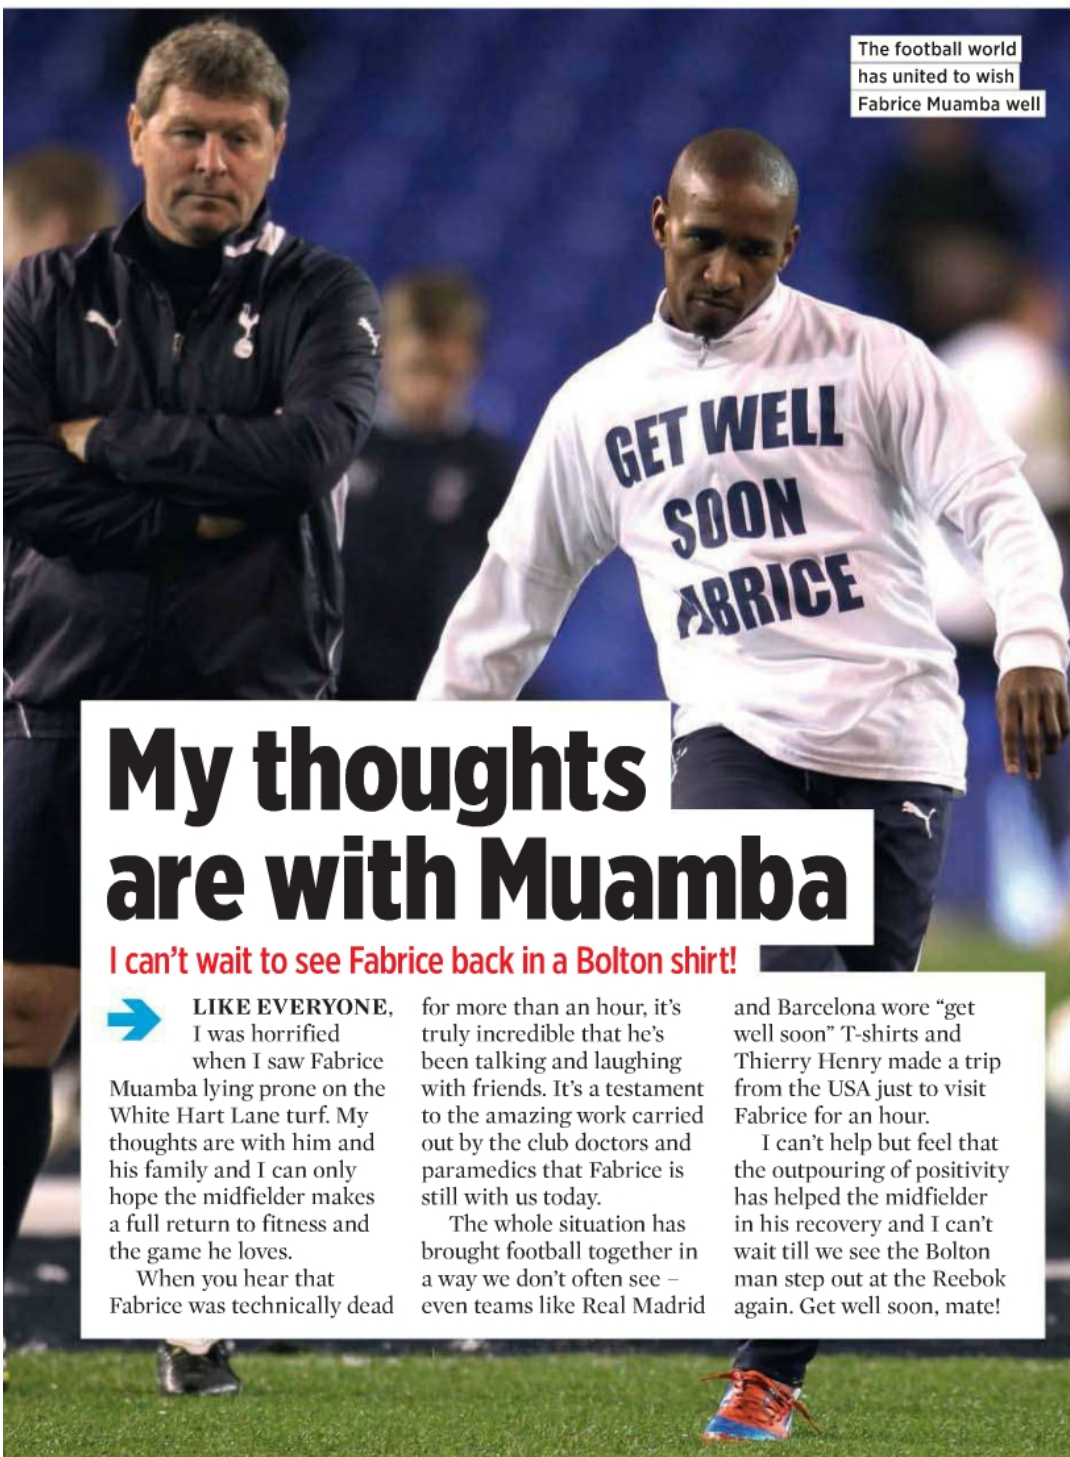 The football world
has united to wish
Fabrice Muamba well
GET WELL
SOON
ABRICE
My thoughts
are with Muamba
I can't wait to see Fabrice back in a Bolton shirt!
LIKE EVERYONE,
I was horrified
when I saw Fabrice
Muamba lying prone on the
White Hart Lane turf. My
thoughts are with him and
his family and I can only
hope the midfielder makes
a full return to fitness and
the game he loves.
When you hear that
Fabrice was technically dead
for more than an hour, it's
truly incredible that he's
been talking and laughing
with friends. It's a testament
to the amazing work carried
out by the club doctors and
paramedics that Fabrice is
still with us today.
The whole situation has
brought football together in
a way we don't often see –
even teams like Real Madrid
and Barcelona wore “get
well soon” T-shirts and
Thierry Henry made a trip
from the USA just to visit
Fabrice for an hour.
I can't help but feel that
the outpouring of positivity
has helped the midfielder
in his recovery and I can't
wait till we see the Bolton
man step out at the Reebok
again. Get well soon, mate!